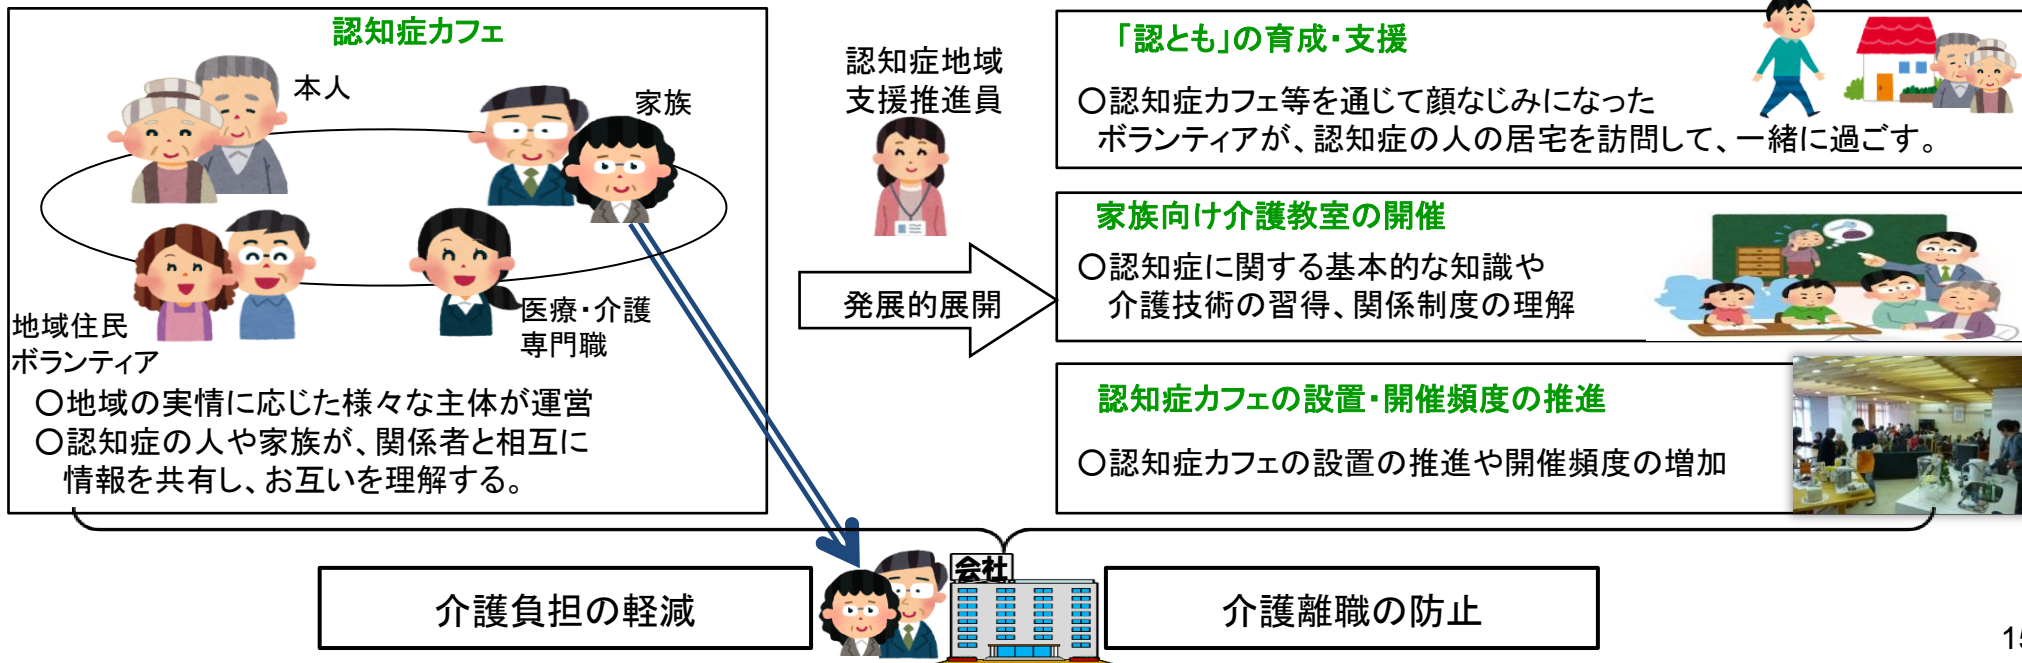 認知症カフェ
本人
家族
地域住民
ボランティア
医療・介護
専門職
○地域の実情に応じた様々な主体が運営
○認知症の人や家族が、関係者と相互に
情報を共有し、お互いを理解する。
認知症地域
支援推進員
発展的展開
「認とも」の育成・支援
○認知症カフェ等を通じて顔なじみになった
ボランティアが、認知症の人の居宅を訪問して、一緒に過ごす。
家族向け介護教室の開催
○認知症に関する基本的な知識や
介護技術の習得、関係制度の理解
認知症カフェの設置・開催頻度の推進
○認知症カフェの設置の推進や開催頻度の増加
介護負担の軽減
会社
介護離職の防止
15